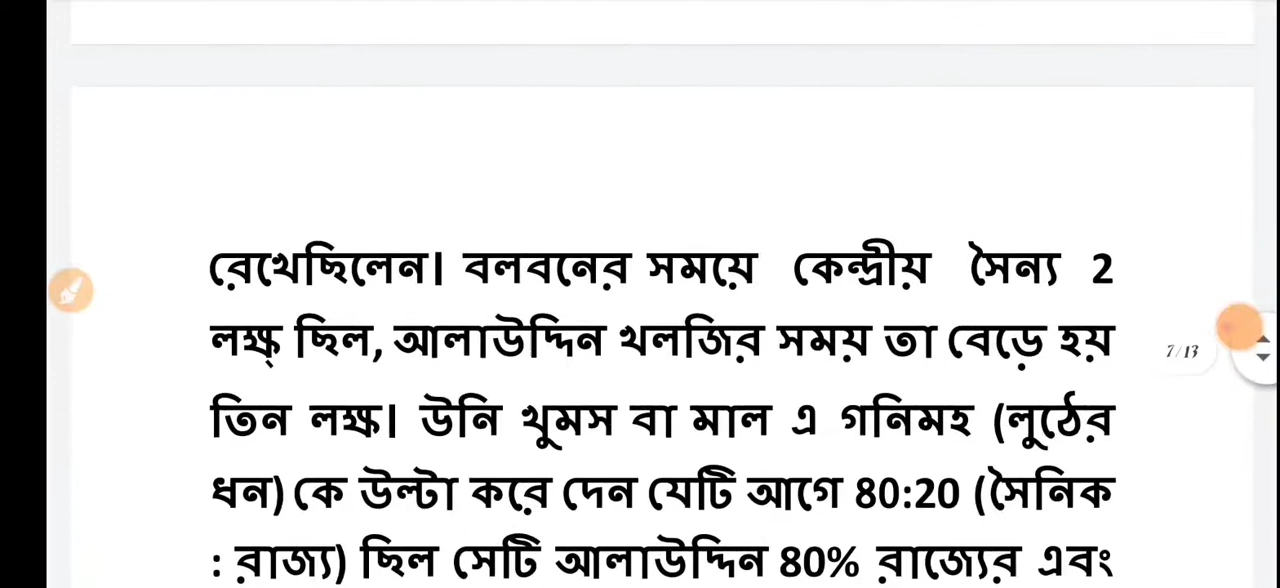 রেখেছিলেন। বলবনের সময়ে কেন্দ্রীয় সৈন্য 2
লক্ষ্ ছিল, আলাউদ্দিন খলজির সময় তা বেড়ে হয়
7/13
তিন লক্ষ। উনি খুমস বা মাল এ গনিমহ (লুঠের
ধন) কে উল্টা করে দেন যেটি আগে 80:20 (সৈনিক
: রাজ্য) ছিল সেটি আলাউদ্দিন 80% রাজ্যের এবং